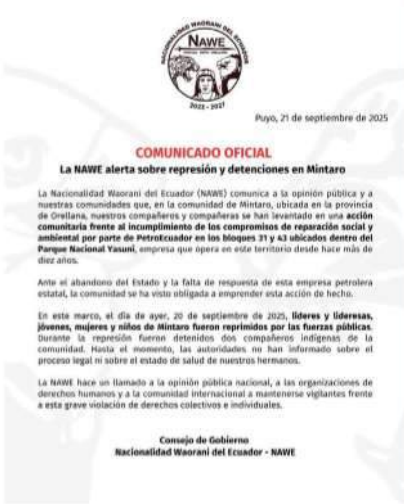 NACIONALIDAD WAORANI DEL ECUADOR
NAWE
2023 - 2027
Puyo, 21 de septiembre de 2025
COMUNICADO OFICIAL
La NAWE alerta sobre represión y detenciones en Mintaro
La Nacionalidad Waorani del Ecuador (NAWE) comunica a la opinión pública y a
nuestras comunidades que, en la comunidad de Mintaro, ubicada en la provincia
de Orellana, nuestros compañeros y compañeras se han levantado en una acción
comunitaria frente al incumplimiento de los compromisos de reparación social y
ambiental por parte de PetroEcuador en los bloques 31 y 43 ubicados dentro del
Parque Nacional Yasuní, empresa que opera en este territorio desde hace más de
diez años.
Ante el abandono del Estado y la falta de respuesta de esta empresa petrolera
estatal, la comunidad se ha visto obligada a emprender esta acción de hecho.
En este marco, el día de ayer, 20 de septiembre de 2025, líderes y lideresas,
jóvenes, mujeres y niños de Mintaro fueron reprimidos por las fuerzas públicas.
Durante la represión fueron detenidos dos compañeros indígenas de la
comunidad. Hasta el momento, las autoridades no han informado sobre el
proceso legal ni sobre el estado de salud de nuestros hermanos.
La NAWE hace un llamado a la opinión pública nacional, a las organizaciones de
derechos humanos y a la comunidad internacional a mantenerse vigilantes frente
a esta grave violación de derechos colectivos e individuales.
Consejo de Gobierno
Nacionalidad Waorani del Ecuador - NAWE